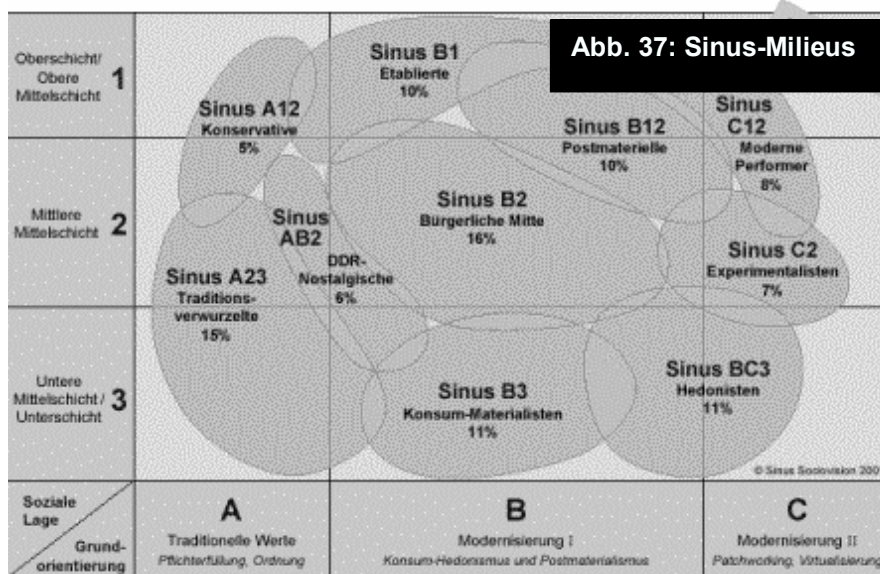 Abb. 37: Sinus-Milieus
Oberschicht/
Obere
Mittelschicht
1
Sinus B1
Etablierte
10%
Sinus A12
Konservative
5%
Sinus B12
Postmaterielle
10%
Sinus
C12
Moderne
Performer
8%
Mittlere
Mittelschicht
2
Sinus B2
Bürgerliche Mitte
16%
Sinus
AB2
DDR-
Nostalgische
6%
Sinus A23
Traditions-
verwurzelte
15%
Sinus C2
Experimentalisten
7%
Untere
Mittelschicht /
Unterschicht
3
Sinus B3
Konsum-Materialisten
11%
Sinus BC3
Hedonisten
11%
© Sinus Sociovision
Soziale
Lage
Grund-
orientierung
A
Traditionelle Werte
Pflichterfüllung, Ordnung
B
Modernisierung I
Konsum-Hedonismus und Postmaterialismus
C
Modernisierung II
Patchworking, Virtualisierung